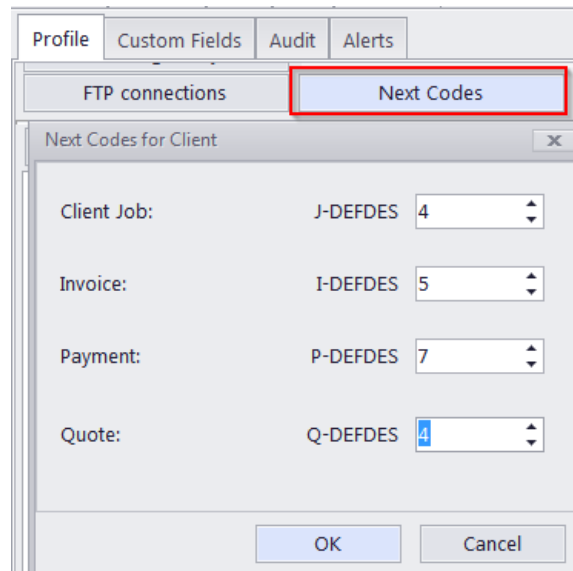 Profile Custom Fields Audit Alerts
FTP connections Next Codes
Next Codes for Client x
Client Job: J-DEFDES 4
Invoice: I-DEFDES 5
Payment: P-DEFDES 7
Quote: Q-DEFDES 4
OK Cancel